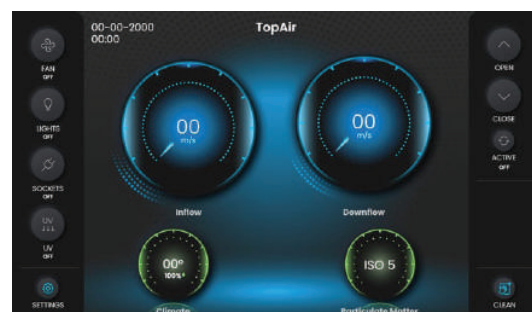 00-00-2000
00:00
TopAir
FAN
OFF
LIGHTS
OFF
SOCKETS
OFF
UV
UV
OFF
SETTINGS
00
m/s
Inflow
00
m/s
Downflow
00°
100%
Climate
ISO 5
Particulate Matter
OPEN
CLOSE
ACTIVE
OFF
CLEAN